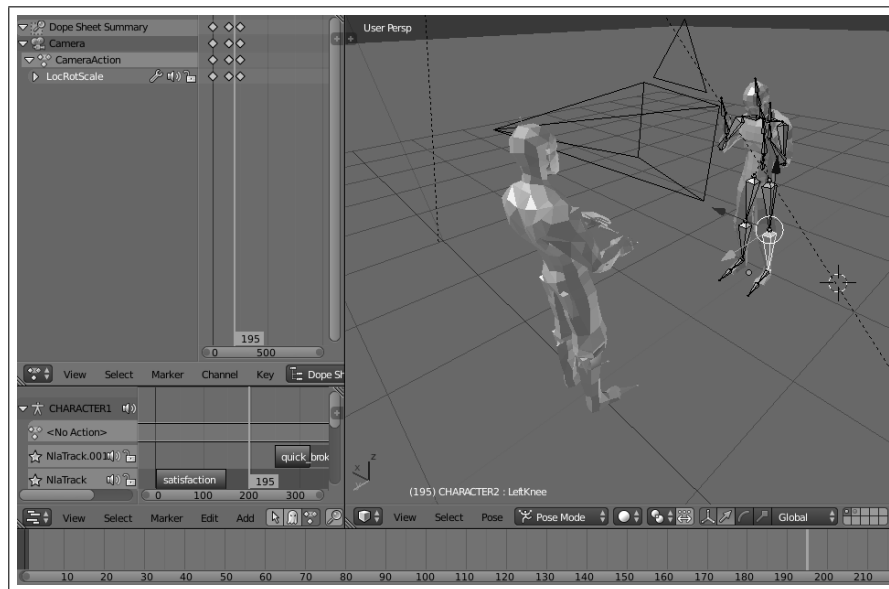 Dope Sheet Summary
Camera
CameraAction
LocRotScale
195
0 500
View Select Marker Channel Key Dope Sh
CHARACTER1
<No Action>
NlaTrack.001
quick_brok
NlaTrack
satisfaction
195
0 100 200 300
View Select Marker Edit Add
User Persp
z
x
y
(195) CHARACTER2 : LeftKnee
View Select Pose Pose Mode Global
10 20 30 40 50 60 70 80 90 100 110 120 130 140 150 160 170 180 190 200 210